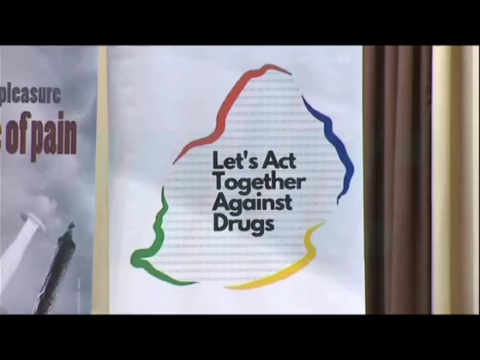 pleasure
of pain
Let's Act
Together
Against
Drugs